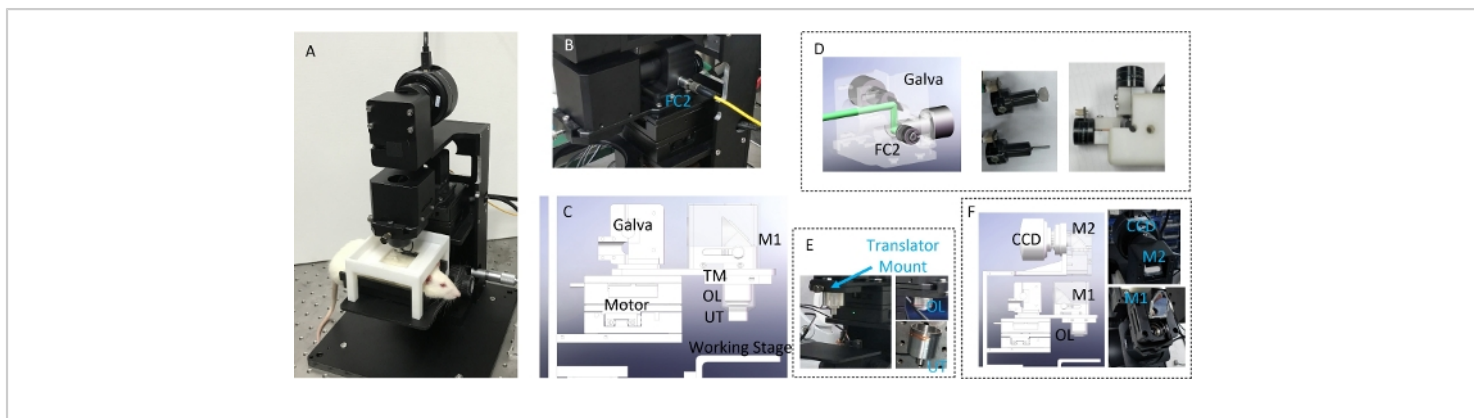 A
B
FC2
C
Galva
M1
TM
Motor
OL
UT
Working Stage
D
Galva
FC2
E
Translator
Mount
OL
UT
F
CCD
M2
M1
OL
CCD
M2
M1